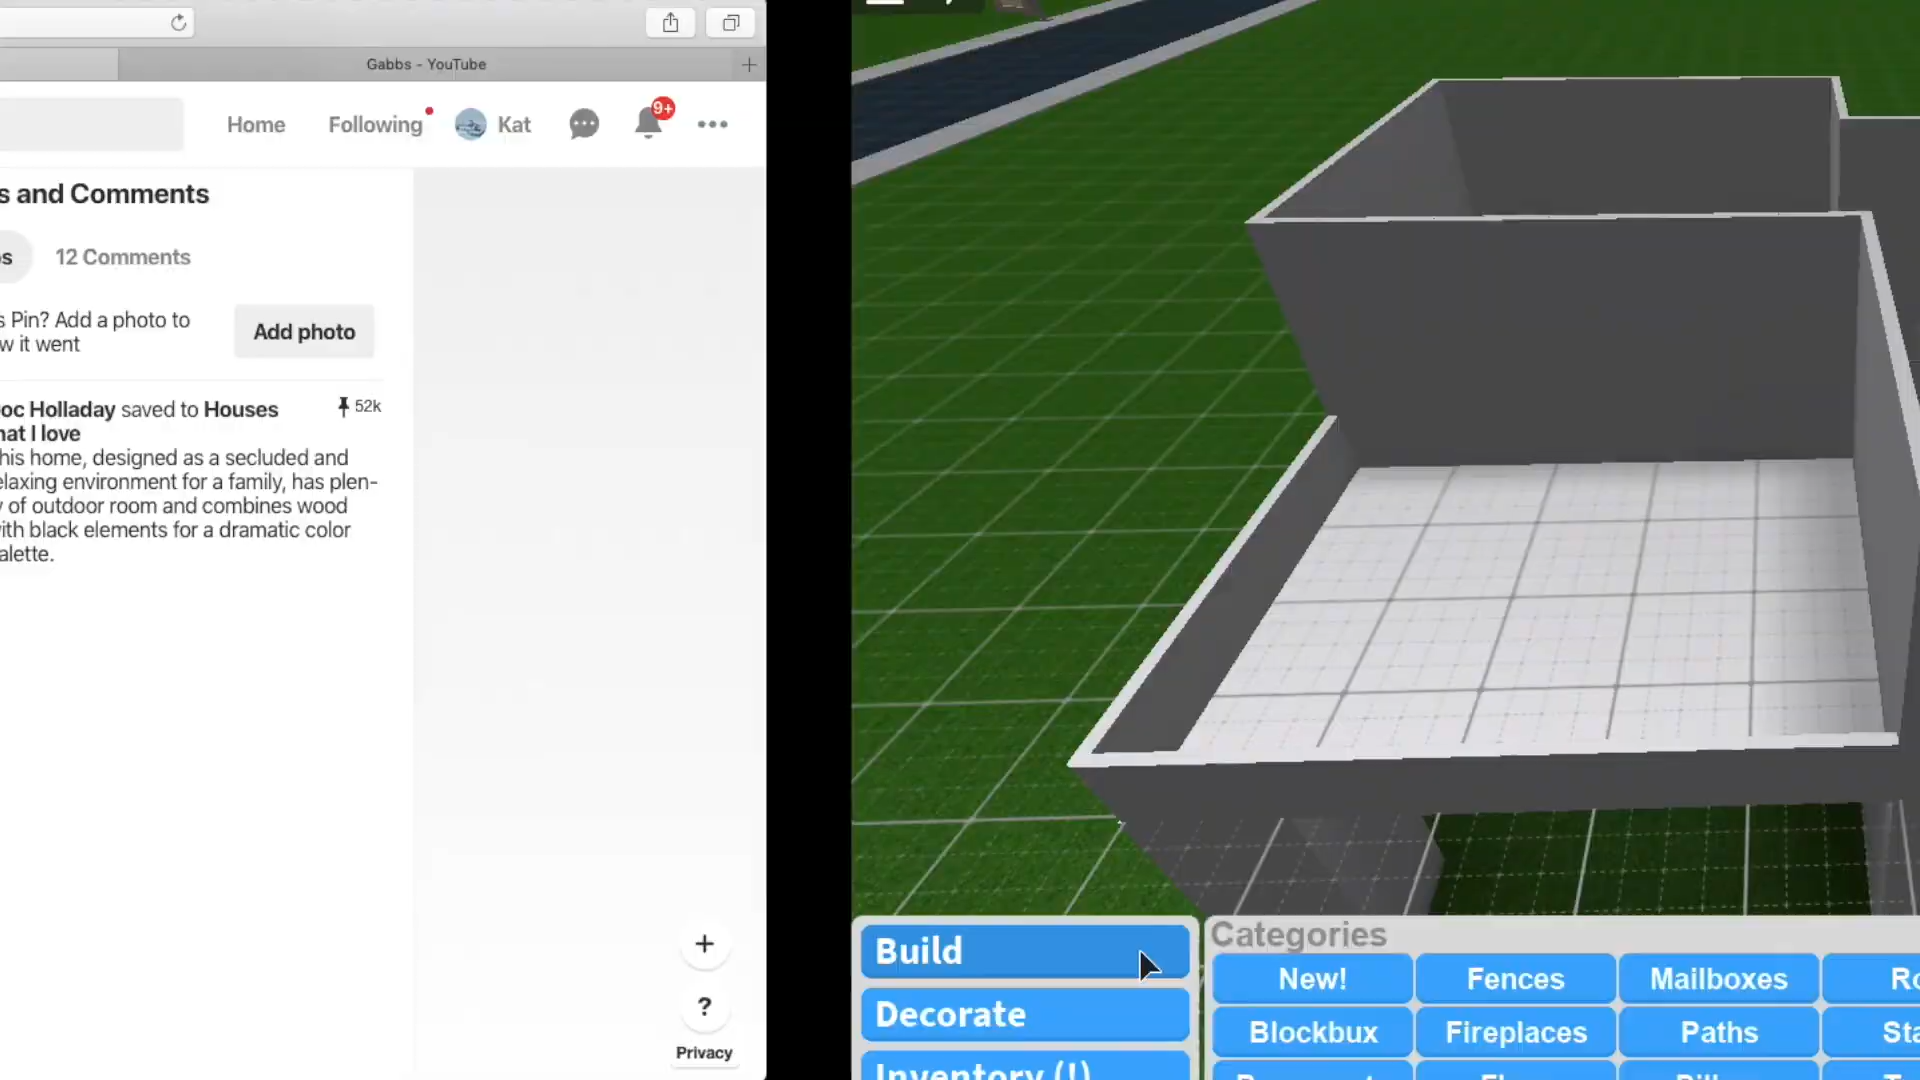 Gabbs - YouTube
Home
Following
Kat
9+
s and Comments
12 Comments
s Pin? Add a photo to
w it went
Add photo
oc Holladay saved to Houses
52k
hat I love
his home, designed as a secluded and
elaxing environment for a family, has plen-
y of outdoor room and combines wood
ith black elements for a dramatic color
alette.
+
?
Privacy
Build
Decorate
Inventory (!)
Categories
New!
Fences
Mailboxes
Ro
Blockbux
Fireplaces
Paths
Sta